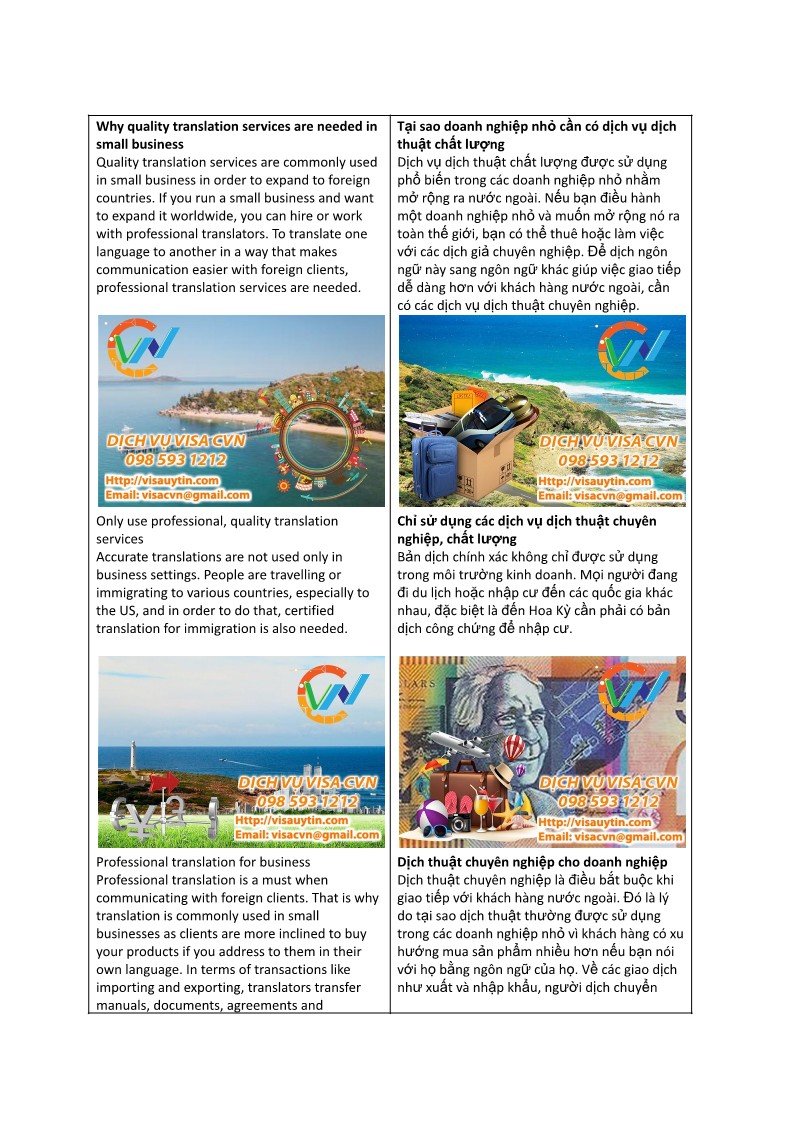 Why quality translation services are needed in
small business
Quality translation services are commonly used
in small business in order to expand to foreign
countries. If you run a small business and want
to expand it worldwide, you can hire or work
with professional translators. To translate one
language to another in a way that makes
communication easier with foreign clients,
professional translation services are needed.
CVN
DỊCH VỤ VISA CVN
098 593 1212
Http://visauytin.com
Email: visacvn@gmail.com
Only use professional, quality translation
services
Accurate translations are not used only in
business settings. People are travelling or
immigrating to various countries, especially to
the US, and in order to do that, certified
translation for immigration is also needed.
CVN
DỊCH VỤ VISA CVN
098 593 1212
Http://visauytin.com
Email: visacvn@gmail.com
Professional translation for business
Professional translation is a must when
communicating with foreign clients. That is why
translation is commonly used in small
businesses as clients are more inclined to buy
your products if you address to them in their
own language. In terms of transactions like
importing and exporting, translators transfer
manuals, documents, agreements and
Tại sao doanh nghiệp nhỏ cần có dịch vụ dịch
thuật chất lượng
Dịch vụ dịch thuật chất lượng được sử dụng
phổ biến trong các doanh nghiệp nhỏ nhằm
mở rộng ra nước ngoài. Nếu bạn điều hành
một doanh nghiệp nhỏ và muốn mở rộng nó ra
toàn thế giới, bạn có thể thuê hoặc làm việc
với các dịch giả chuyên nghiệp. Để dịch ngôn
ngữ này sang ngôn ngữ khác giúp việc giao tiếp
dễ dàng hơn với khách hàng nước ngoài, cần
có các dịch vụ dịch thuật chuyên nghiệp.
CVN
DỊCH VỤ VISA CVN
098 593 1212
Http://visauytin.com
Email: visacvn@gmail.com
Chỉ sử dụng các dịch vụ dịch thuật chuyên
nghiệp, chất lượng
Bản dịch chính xác không chỉ được sử dụng
trong môi trường kinh doanh. Mọi người đang
đi du lịch hoặc nhập cư đến các quốc gia khác
nhau, đặc biệt là đến Hoa Kỳ cần phải có bản
dịch công chứng để nhập cư.
LARS
CVN
DỊCH VỤ VISA CVN
098 593 1212
Http://visauytin.com
Email: visacvn@gmail.com
Dịch thuật chuyên nghiệp cho doanh nghiệp
Dịch thuật chuyên nghiệp là điều bắt buộc khi
giao tiếp với khách hàng nước ngoài. Đó là lý
do tại sao dịch thuật thường được sử dụng
trong các doanh nghiệp nhỏ vì khách hàng có xu
hướng mua sản phẩm nhiều hơn nếu bạn nói
với họ bằng ngôn ngữ của họ. Về các giao dịch
như xuất và nhập khẩu, người dịch chuyển